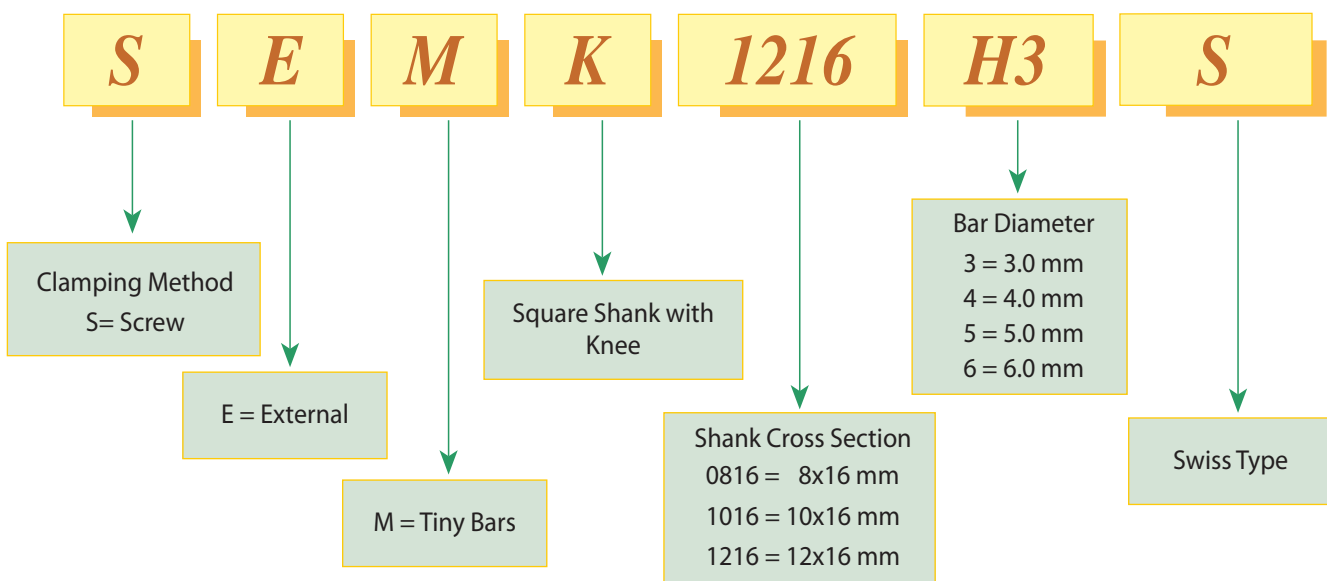 S E M K 1216 H3 S
Clamping Method
S= Screw
E = External
M = Tiny Bars
Square Shank with
Knee
Shank Cross Section
0816 = 8x16 mm
1016 = 10x16 mm
1216 = 12x16 mm
Bar Diameter
3 = 3.0 mm
4 = 4.0 mm
5 = 5.0 mm
6 = 6.0 mm
Swiss Type